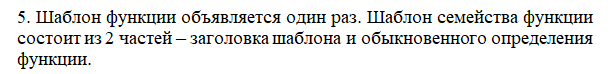 5. Шаблон функции объявляется один раз. Шаблон семейства функции
состоит из 2 частей – заголовка шаблона и обыкновенного определения
функции.